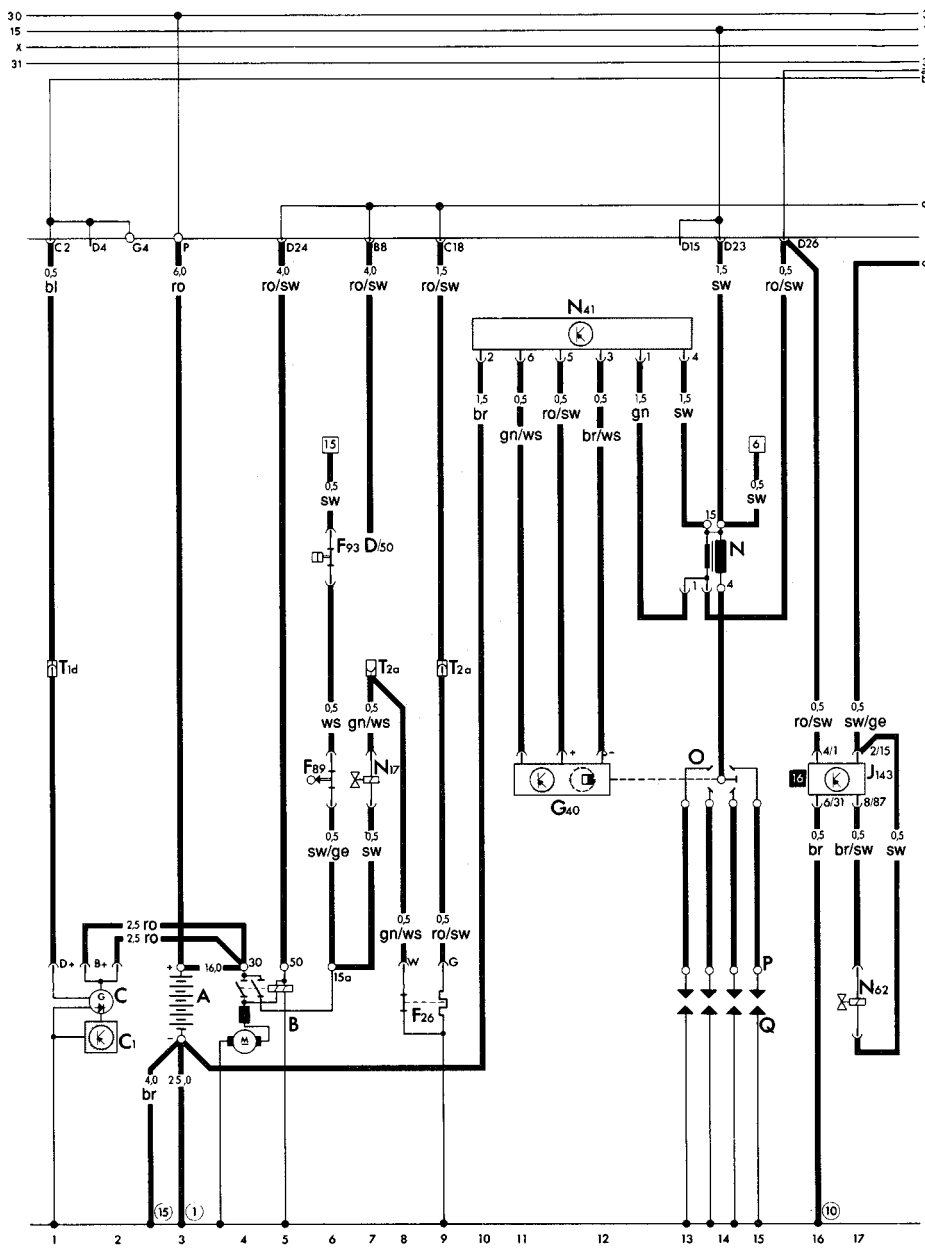 30
15
X
31
C2 D4 G4 P D24 B8 C18 D15 D23 D26
0,5 6,0 4,0 4,0 1,5 1,5 0,5
bl ro ro/sw ro/sw ro/sw sw ro/sw
N41
2 6 5 3 1 4
1,5 0,5 0,5 0,5 1,5 1,5
br gn/ws ro/sw br/ws gn sw
15 6
0,5 0,5
sw sw
15
F93 D/50 N
1 4
T1d T2a T2a
0,5 0,5 0,5 0,5
ws gn/ws ro/sw sw/ge
4/1 2/15
F89 N17 O 16 J143
+ -
G40
6/31 8/87
0,5 0,5 0,5 0,5 0,5
sw/ge sw br br/sw sw
2,5 ro
2,5 ro
0,5 0,5
gn/ws ro/sw
D+ B+ + 16,0 30 50 15a W G P
G C A B F26 Q N62
C1 M
-
4,0 25,0
br
15 1 10
1 2 3 4 5 6 7 8 9 10 11 12 13 14 15 16 17